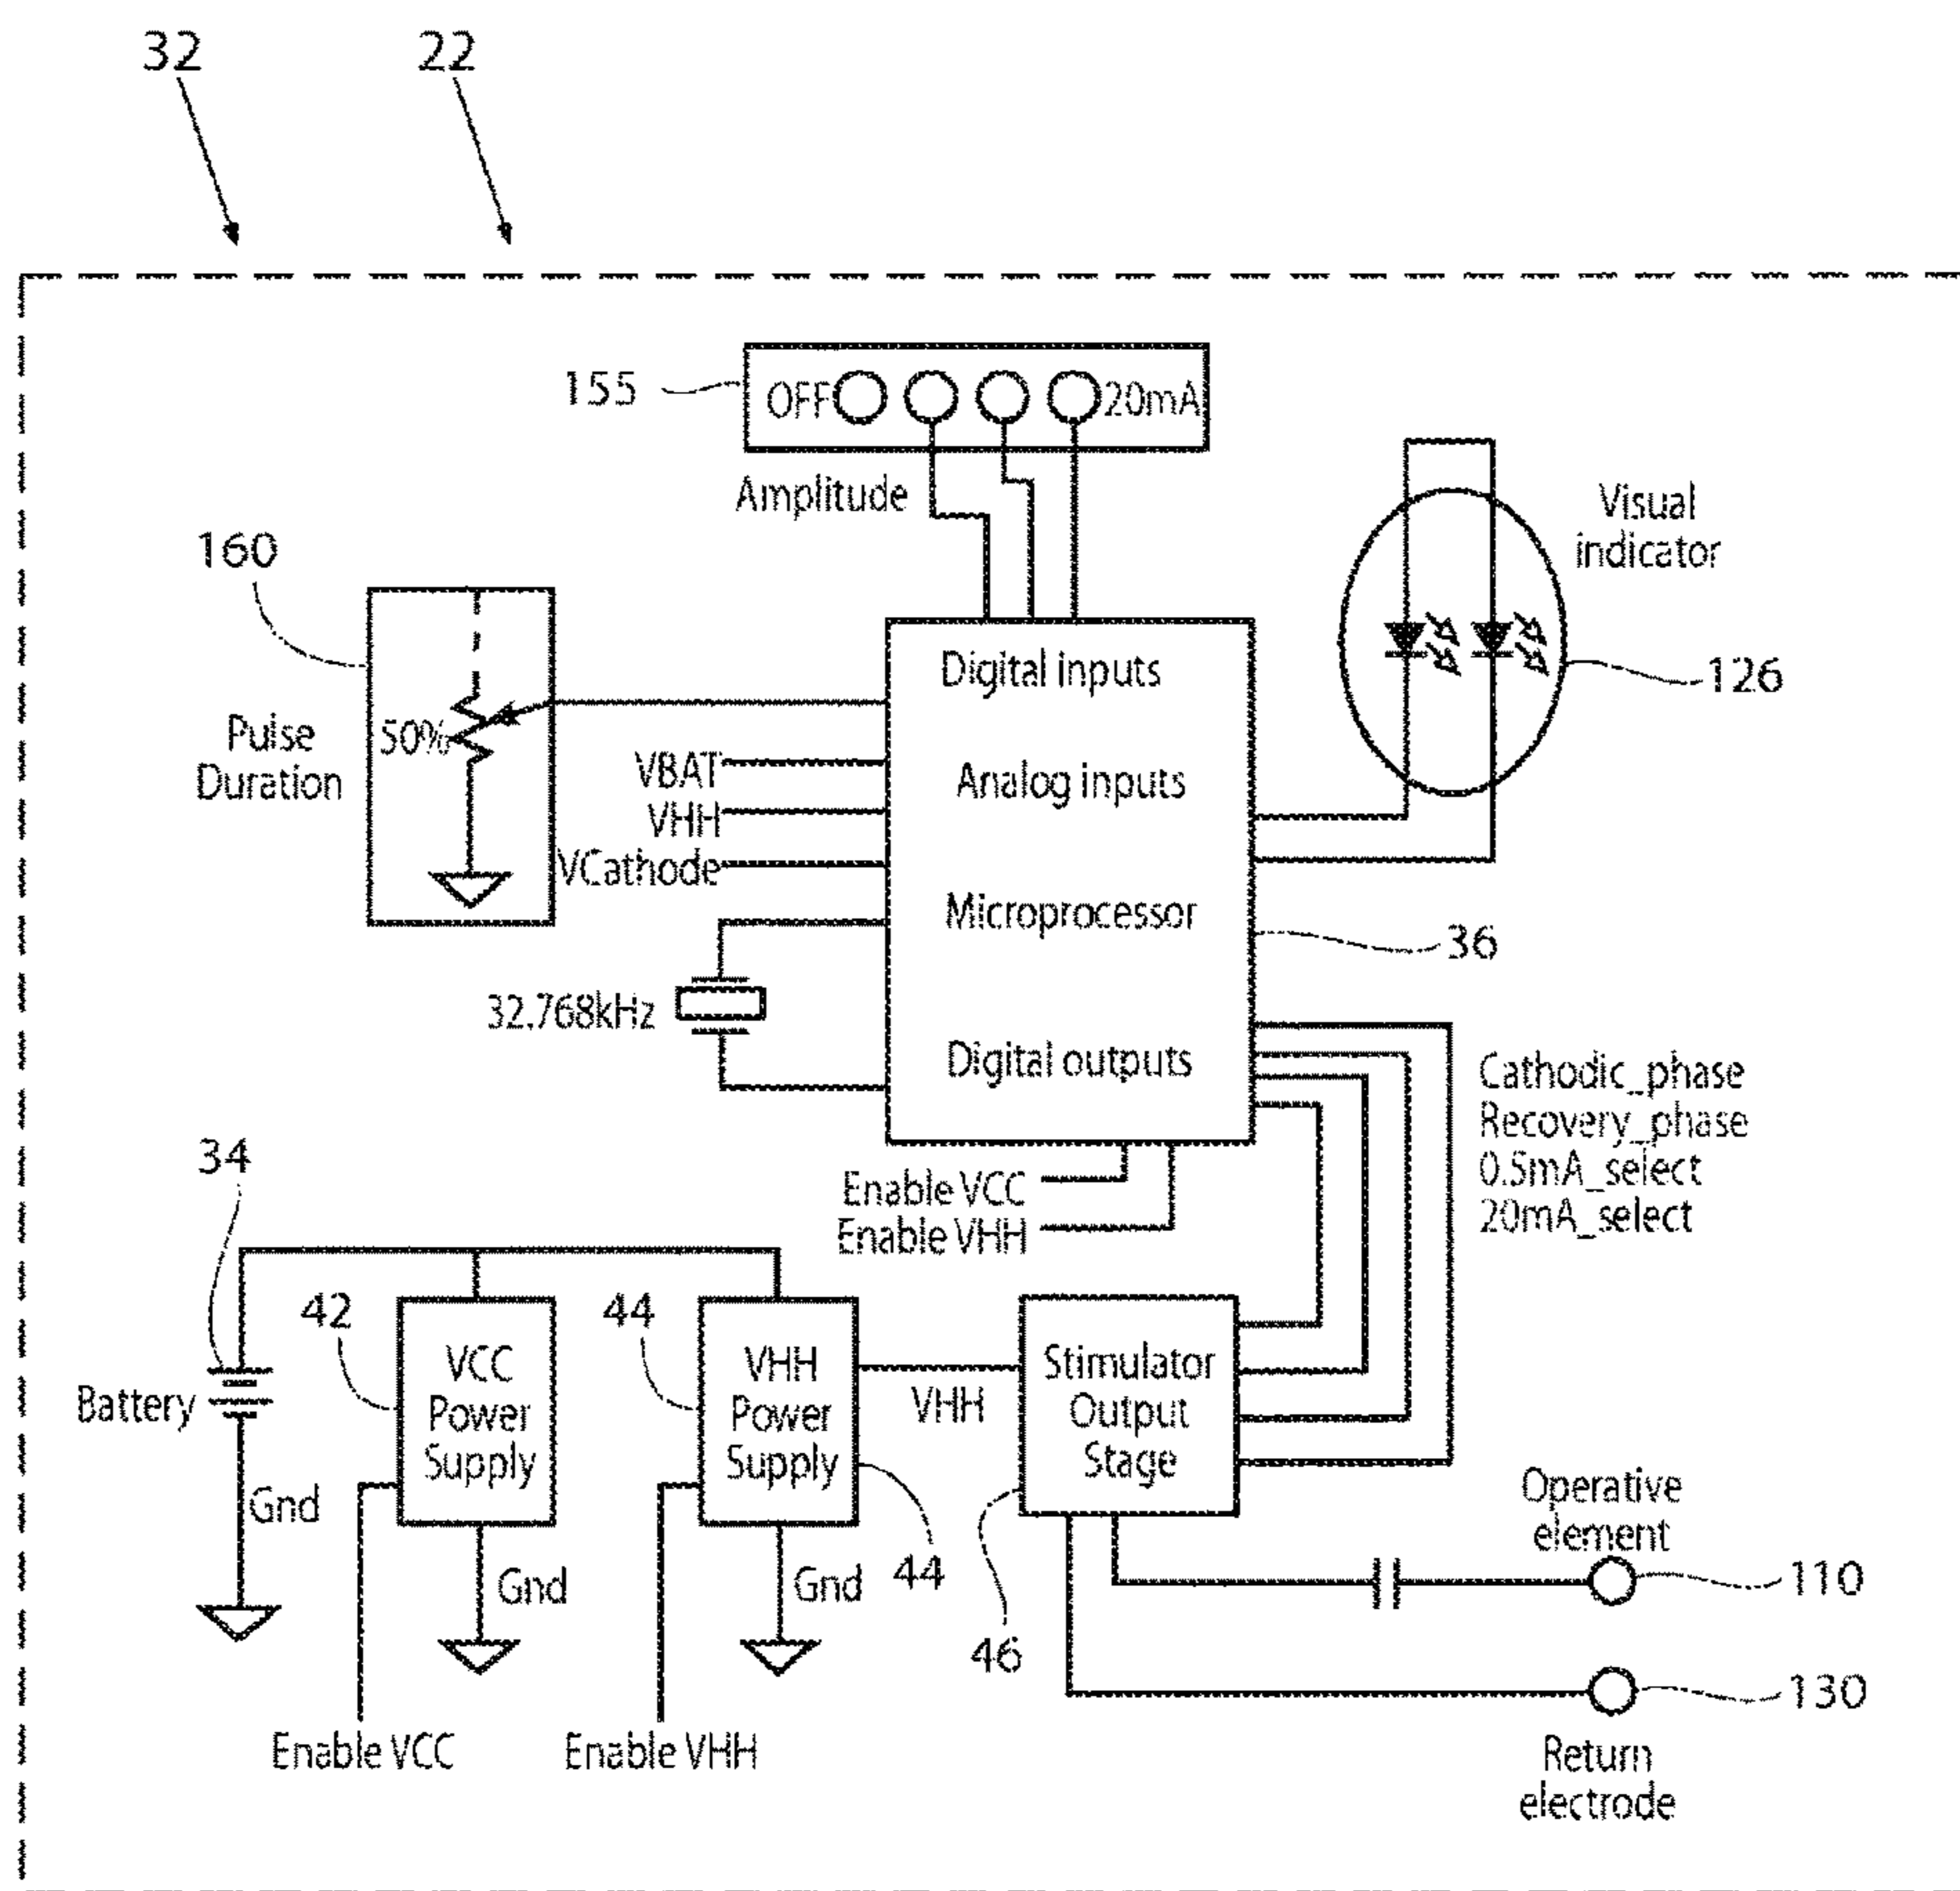 32
22
155
OFF
20mA
Amplitude
Visual
indicator
126
160
50%
Pulse
Duration
Digital inputs
VBAT
VHH
VCathode
Analog inputs
Microprocessor
36
32.768kHz
Digital outputs
Cathodic_phase
Recovery_phase
0.5mA_select
20mA_select
Enable VCC
Enable VHH
34
Battery
Gnd
42
VCC
Power
Supply
Gnd
44
VHH
Power
Supply
Gnd
44
VHH
Stimulator
Output
Stage
46
Operative
element
110
130
Return
electrode
Enable VCC
Enable VHH